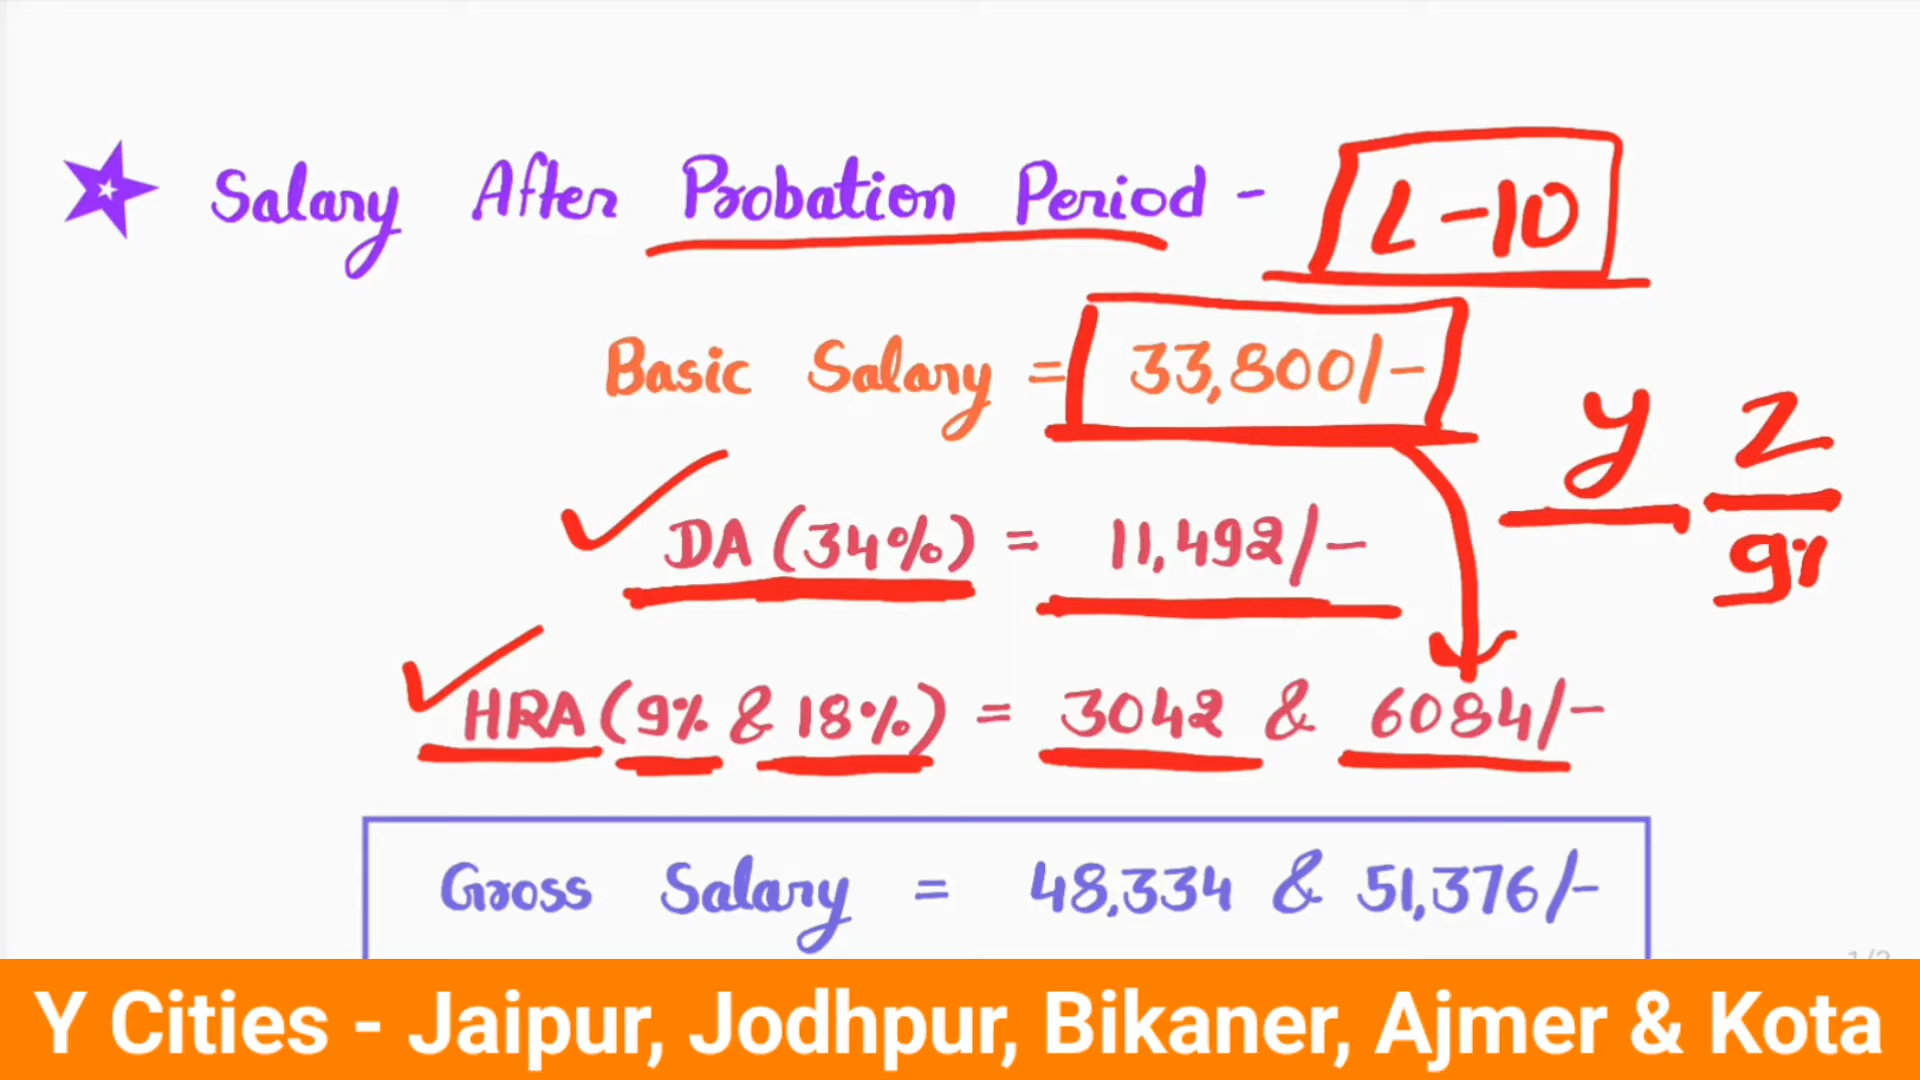 Salary After Probation Period - L-10
Basic Salary = 33,800/-
y z
DA (34%) = 11,492/-
9%
HRA (9% & 18%) = 3042 & 6084/-
Gross Salary = 48,334 & 51,376/-
Y Cities - Jaipur, Jodhpur, Bikaner, Ajmer & Kota